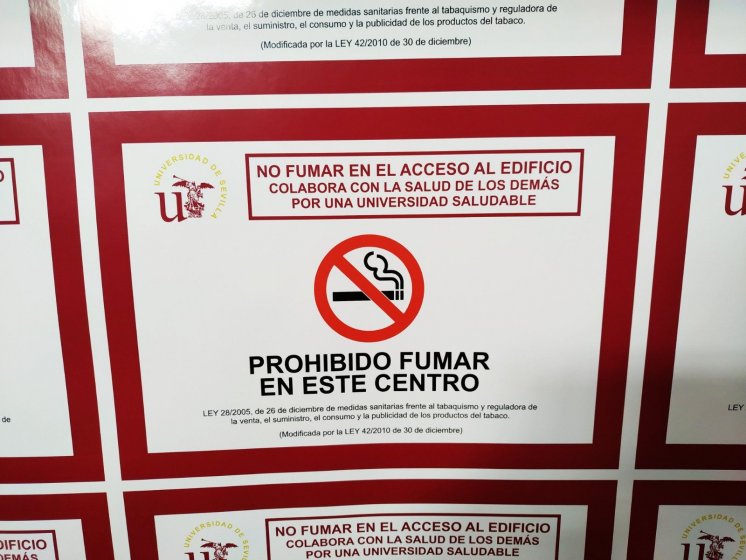 28/2005, de 26 de diciembre de medidas sanitarias frente al tabaquismo y reguladora de
la venta, el suministro, el consumo y la publicidad de los productos del tabaco.
(Modificada por la LEY 42/2010 de 30 de diciembre)
UNIVERSIDAD DE SEVILLA
us
NO FUMAR EN EL ACCESO AL EDIFICIO
COLABORA CON LA SALUD DE LOS DEMÁS
POR UNA UNIVERSIDAD SALUDABLE
PROHIBIDO FUMAR
EN ESTE CENTRO
LEY 28/2005, de 26 de diciembre de medidas sanitarias frente al tabaquismo y reguladora de
la venta, el suministro, el consumo y la publicidad de los productos del tabaco.
(Modificada por la LEY 42/2010 de 30 de diciembre)
de
LEY
EDIFICIO
DEMÁS
UNIVERSIDAD DE
NO FUMAR EN EL ACCESO AL EDIFICIO
COLABORA CON LA SALUD DE LOS DEMÁS
POR UNA UNIVERSIDAD SALUDABLE